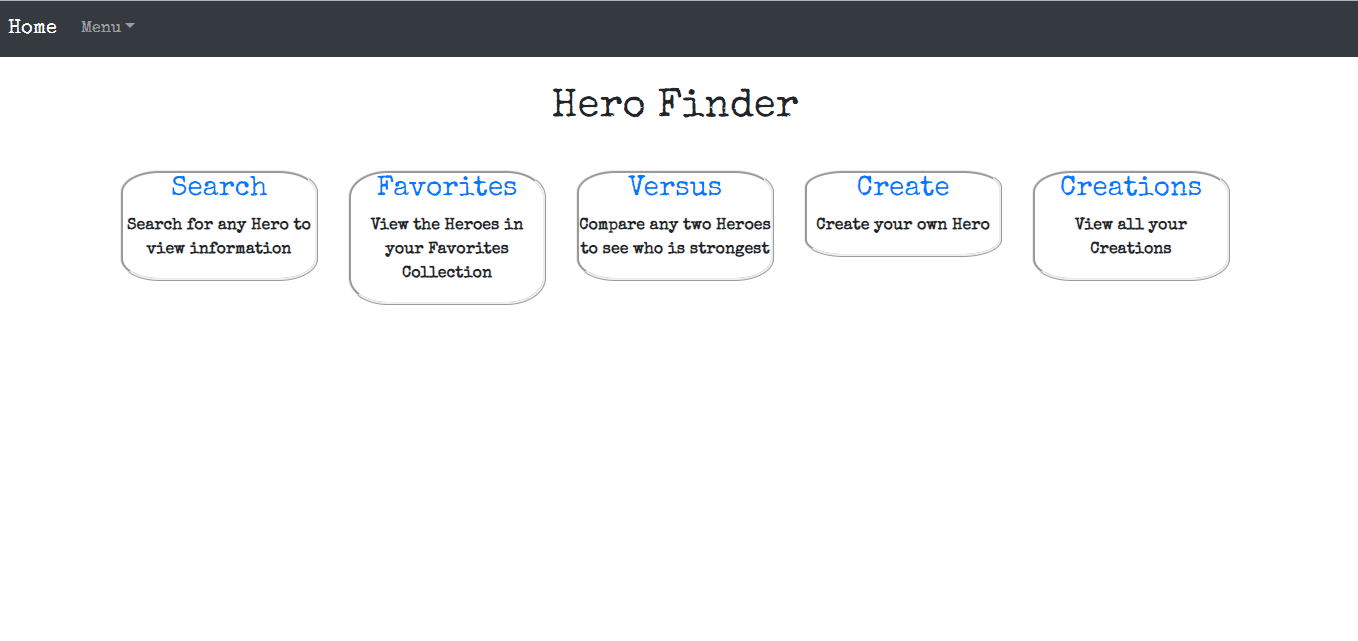 Home Menu
Hero Finder
Search
Search for any Hero to
view information
Favorites
View the Heroes in
your Favorites
Collection
Versus
Compare any two Heroes
to see who is strongest
Create
Create your own Hero
Creations
View all your
Creations